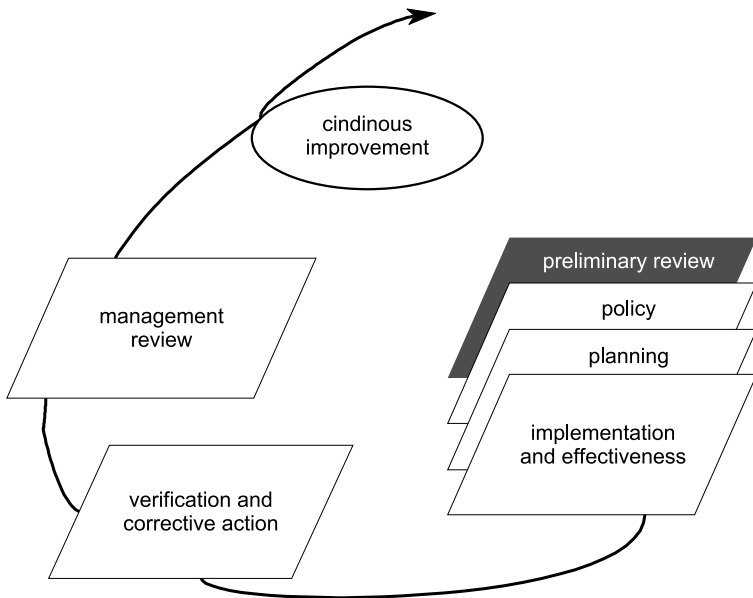 cindinous
improvement
preliminary review
policy
planning
implementation
and effectiveness
management
review
verification and
corrective action